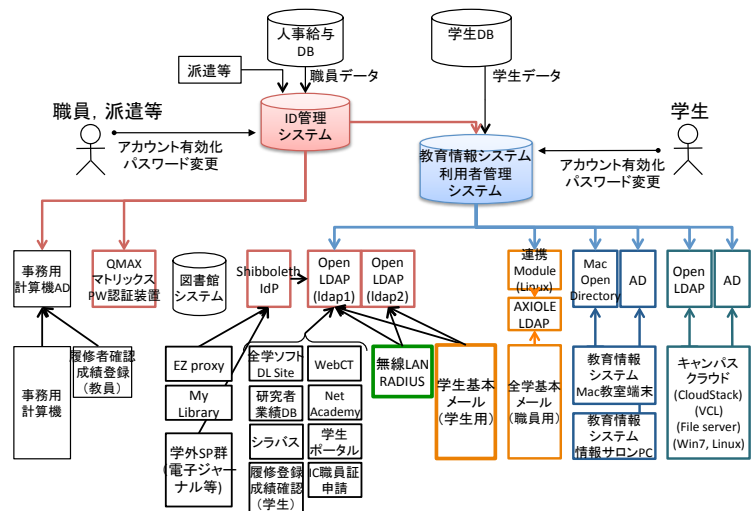 人事給与
DB
学生DB
派遣等
職員データ
学生データ
職員, 派遣等
ID管理
システム
学生
アカウント有効化
パスワード変更
教育情報システム
利用者管理
システム
アカウント有効化
パスワード変更
事務用
計算機AD
QMAX
マトリックス
PW認証装置
図書館
システム
Shibboleth
IdP
Open
LDAP
(ldap1)
Open
LDAP
(ldap2)
連携
Module
(Linux)
AXIOLE
LDAP
Mac
Open
Directory
AD
Open
LDAP
AD
事務用
計算機
履修者確認
成績登録
(教員)
EZ proxy
My
Library
学外SP群
(電子ジャー
ナル等)
全学ソフト
DL Site
研究者
業績DB
シラバス
履修登録
成績確認
(学生)
WebCT
Net
Academy
学生
ポータル
IC職員証
申請
無線LAN
RADIUS
学生基本
メール
(学生用)
全学基本
メール
(職員用)
教育情報
システム
Mac教室端末
教育情報
システム
情報サロンPC
キャンパス
クラウド
(CloudStack)
(VCL)
(File server)
(Win7, Linux)